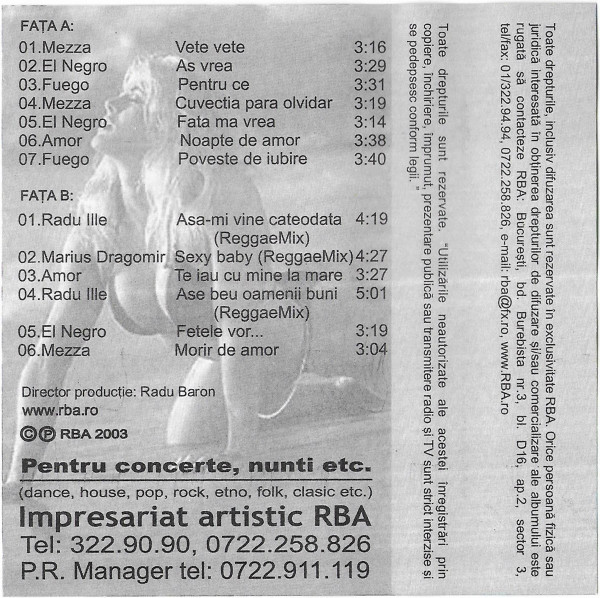 FAȚA A:
01.Mezza Vete vete 3:16
02.El Negro As vrea 3:29
03.Fuego Pentru ce 3:31
04.Mezza Cuvectia para olvidar 3:19
05.El Negro Fata ma vrea 3:14
06.Amor Noapte de amor 3:38
07.Fuego Poveste de iubire 3:40
FAȚA B:
01.Radu Ille Asa-mi vine cateodata 4:19
(ReggaeMix)
02.Marius Dragomir Sexy baby (ReggaeMix) 4:27
03.Amor Te iau cu mine la mare 3:27
04.Radu Ille Ase beu oamenii buni 5:01
(ReggaeMix)
05.El Negro Fetele vor... 3:19
06.Mezza Morir de amor 3:04
Director producție: Radu Baron
www.rba.ro
© ℗ RBA 2003
Pentru concerte, nunti etc.
(dance, house, pop, rock, etno, folk, clasic etc.)
Impresariat artistic RBA
Tel: 322.90.90, 0722.258.826
P.R. Manager tel: 0722.911.119
Toate drepturile sunt rezervate. "Utilizările neautorizate ale acestei înregistrări prin
copiere, închiriere, împrumut, prezentare publică sau transmitere radio și TV sunt strict interzise și
se pedepsesc conform legii. "
Toate drepturile, inclusiv difuzarea sunt rezervate în exclusivitate RBA. Orice persoană fizică sau
juridică interesată în obținerea drepturilor de difuzare și/sau comercializare ale albumului este
rugată să contacteze RBA: București, bd. Burebista nr.3, bl. D16, ap.2, sector 3,
tel/fax: 01/322.94.94, 0722.258.826, e-mail: rba@fx.ro, www.RBA.ro